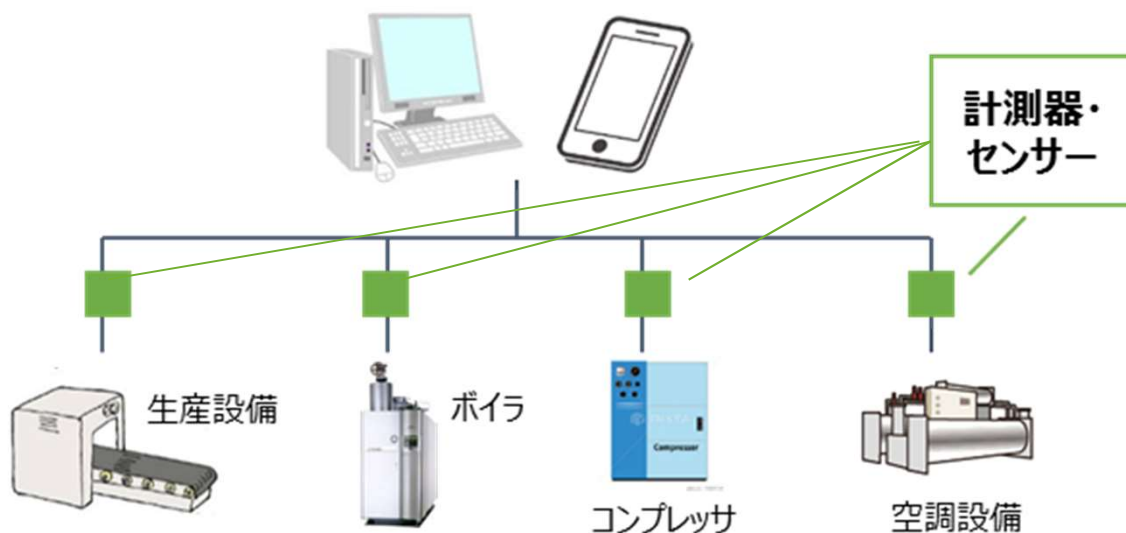 計測器・
センサー
生産設備
ボイラ
コンプレッサ
空調設備
Compressor